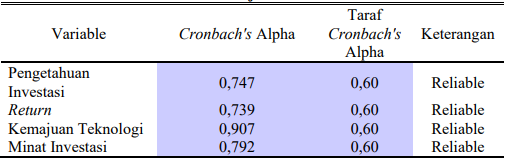 Variable Cronbach's Alpha Taraf Cronbach's Alpha Keterangan
Pengetahuan Investasi 0,747 0,60 Reliable
Return 0,739 0,60 Reliable
Kemajuan Teknologi 0,907 0,60 Reliable
Minat Investasi 0,792 0,60 Reliable